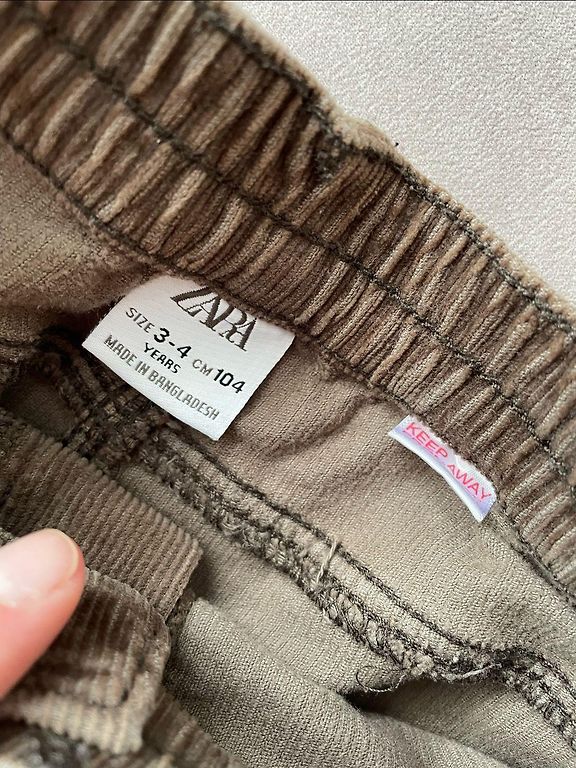 ZARA
SIZE 3-4 CM 104
YEARS
MADE IN BANGLADESH
KEEP AWAY